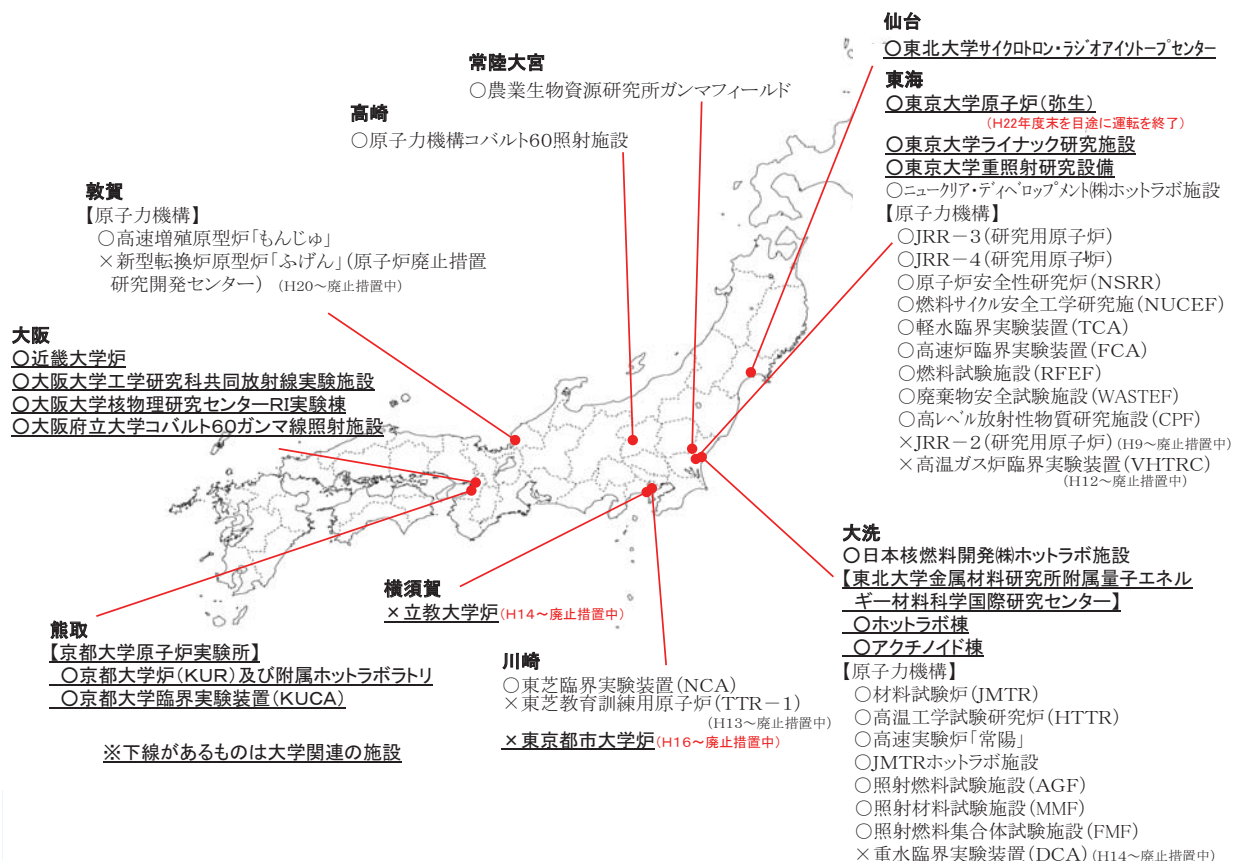 仙台
○東北大学サイクロトロン・ラジオアイソトープセンター
東海
○東京大学原子炉(弥生)
(H22年度末を目途に運転を終了)
○東京大学ライナック研究施設
○東京大学重照射研究設備
○ニュークリア・ディベロップメント㈱ホットラボ施設
【原子力機構】
○JRR－3(研究用原子炉)
○JRR－4(研究用原子炉)
○原子炉安全性研究炉(NSRR)
○燃料サイクル安全工学研究施(NUCEF)
○軽水臨界実験装置(TCA)
○高速炉臨界実験装置(FCA)
○燃料試験施設(RFEF)
○廃棄物安全試験施設(WASTEF)
○高レベル放射性物質研究施設(CPF)
×JRR－2(研究用原子炉)(H9～廃止措置中)
×高温ガス炉臨界実験装置(VHTRC)
(H12～廃止措置中)
常陸大宮
○農業生物資源研究所ガンマフィールド
高崎
○原子力機構コバルト60照射施設
敦賀
【原子力機構】
○高速増殖原型炉「もんじゅ」
×新型転換炉原型炉「ふげん」(原子炉廃止措置
研究開発センター) (H20～廃止措置中)
大阪
○近畿大学炉
○大阪大学工学研究科共同放射線実験施設
○大阪大学核物理研究センターRI実験棟
○大阪府立大学コバルト60ガンマ線照射施設
熊取
【京都大学原子炉実験所】
○京都大学炉(KUR)及び附属ホットラボラトリ
○京都大学臨界実験装置(KUCA)
※下線があるものは大学関連の施設
横須賀
×立教大学炉(H14～廃止措置中)
川崎
○東芝臨界実験装置(NCA)
×東芝教育訓練用原子炉(TTR－1)
(H13～廃止措置中)
×東京都市大学炉(H16～廃止措置中)
大洗
○日本核燃料開発㈱ホットラボ施設
【東北大学金属材料研究所附属量子エネル
ギー材料科学国際研究センター】
○ホットラボ棟
○アクチノイド棟
【原子力機構】
○材料試験炉(JMTR)
○高温工学試験研究炉(HTTR)
○高速実験炉「常陽」
○JMTRホットラボ施設
○照射燃料試験施設(AGF)
○照射材料試験施設(MMF)
○照射燃料集合体試験施設(FMF)
×重水臨界実験装置(DCA)(H14～廃止措置中)